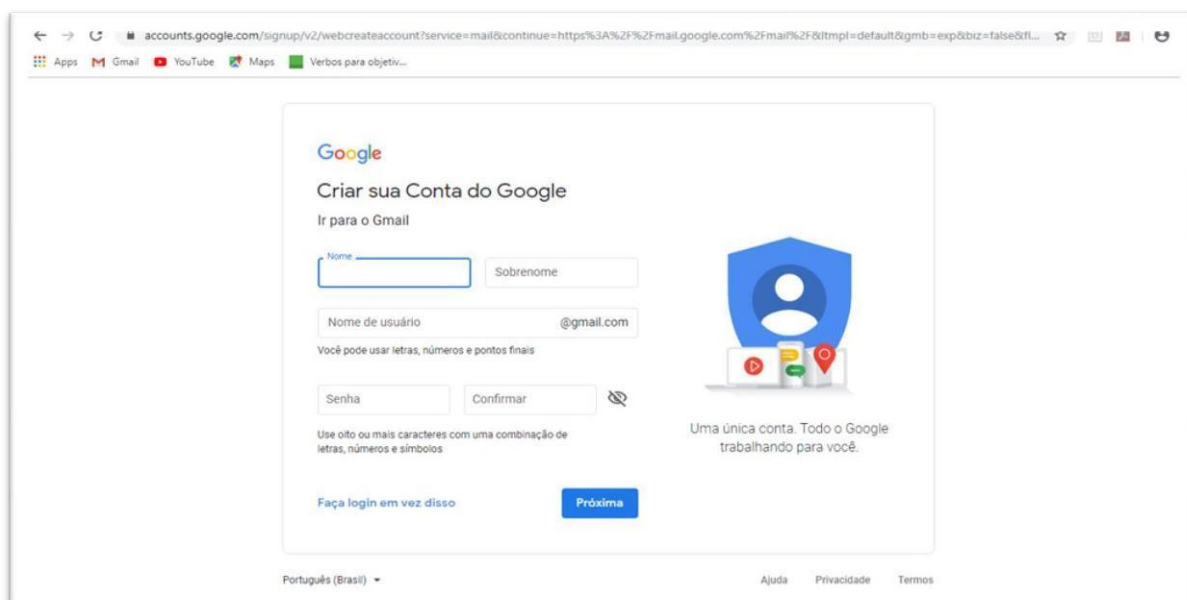 accounts.google.com/signup/v2/webcreateaccount?service=mail&continue=https%3A%2F%2Fmail.google.com%2Fmail%2F&ltmpl=default&gmb=exp&biz=false&fl...
Apps Gmail YouTube Maps Verbos para objetiv...
Google
Criar sua Conta do Google
Ir para o Gmail
Nome Sobrenome
Nome de usuário @gmail.com
Você pode usar letras, números e pontos finais
Senha Confirmar
Use oito ou mais caracteres com uma combinação de
letras, números e símbolos
Faça login em vez disso Próxima
Uma única conta. Todo o Google
trabalhando para você.
Português (Brasil) Ajuda Privacidade Termos